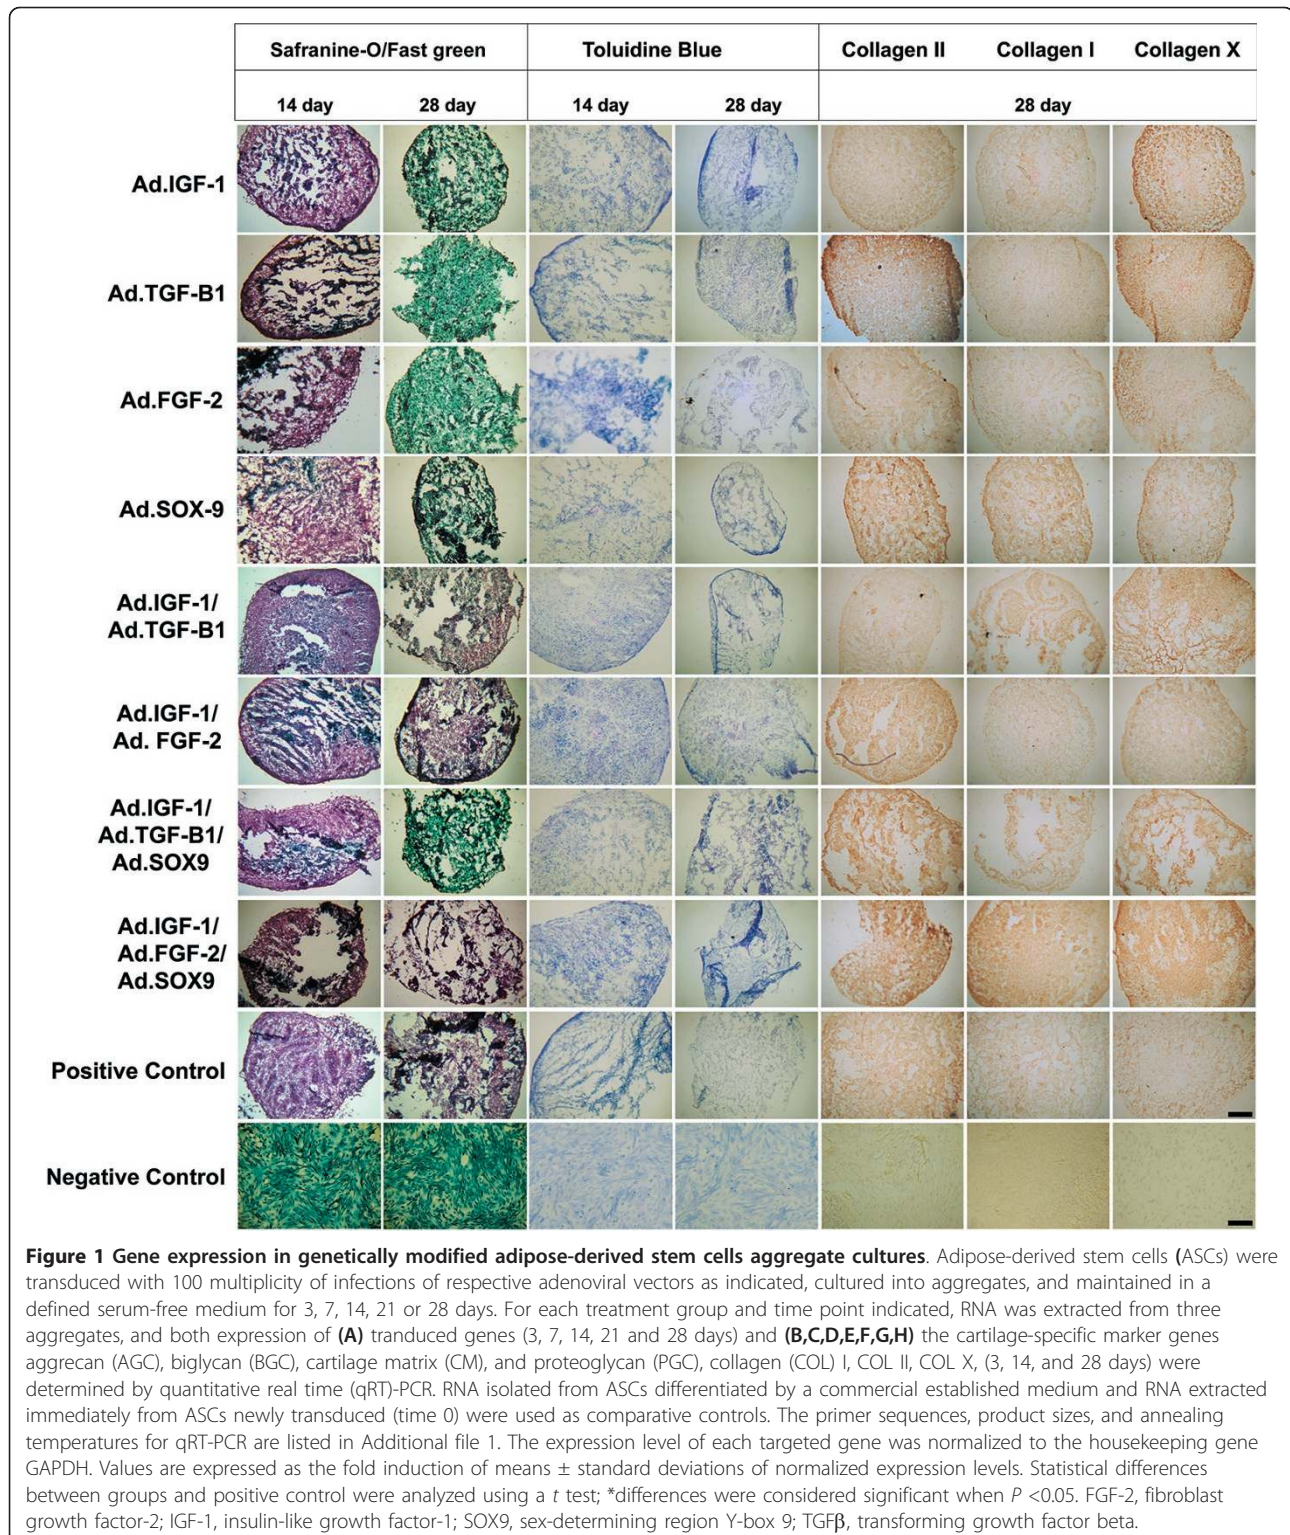 Safranine-O/Fast green Toluidine Blue Collagen II Collagen I Collagen X
14 day 28 day 14 day 28 day 28 day
Ad.IGF-1
Ad.TGF-B1
Ad.FGF-2
Ad.SOX-9
Ad.IGF-1/
Ad.TGF-B1
Ad.IGF-1/
Ad. FGF-2
Ad.IGF-1/
Ad.TGF-B1/
Ad.SOX9
Ad.IGF-1/
Ad.FGF-2/
Ad.SOX9
Positive Control
Negative Control
Figure 1 Gene expression in genetically modified adipose-derived stem cells aggregate cultures. Adipose-derived stem cells (ASCs) were
transduced with 100 multiplicity of infections of respective adenoviral vectors as indicated, cultured into aggregates, and maintained in a
defined serum-free medium for 3, 7, 14, 21 or 28 days. For each treatment group and time point indicated, RNA was extracted from three
aggregates, and both expression of (A) tranduced genes (3, 7, 14, 21 and 28 days) and (B,C,D,E,F,G,H) the cartilage-specific marker genes
aggrecan (AGC), biglycan (BGC), cartilage matrix (CM), and proteoglycan (PGC), collagen (COL) I, COL II, COL X, (3, 14, and 28 days) were
determined by quantitative real time (qRT)-PCR. RNA isolated from ASCs differentiated by a commercial established medium and RNA extracted
immediately from ASCs newly transduced (time 0) were used as comparative controls. The primer sequences, product sizes, and annealing
temperatures for qRT-PCR are listed in Additional file 1. The expression level of each targeted gene was normalized to the housekeeping gene
GAPDH. Values are expressed as the fold induction of means ± standard deviations of normalized expression levels. Statistical differences
between groups and positive control were analyzed using a t test; *differences were considered significant when P <0.05. FGF-2, fibroblast
growth factor-2; IGF-1, insulin-like growth factor-1; SOX9, sex-determining region Y-box 9; TGFβ, transforming growth factor beta.